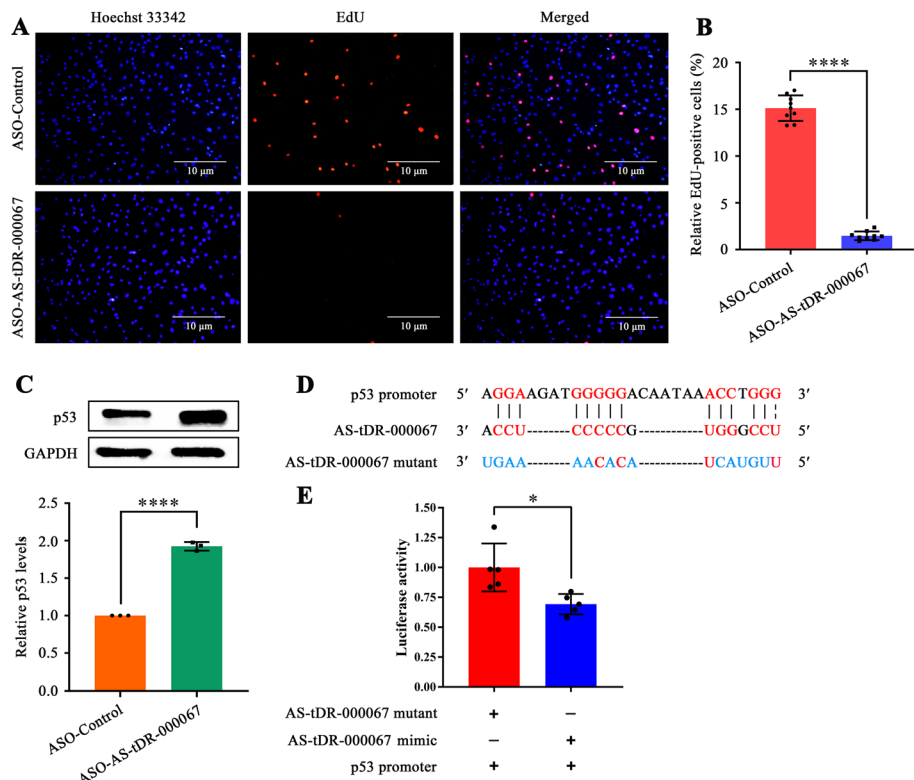 A
Hoechst 33342
EdU
Merged
ASO-Control
10 µm
10 µm
10 µm
ASO-AS-tDR-000067
10 µm
10 µm
10 µm
B
Relative EdU-positive cells (%)
20
15
10
5
0
****
ASO-Control
ASO-AS-tDR-000067
C
p53
GAPDH
Relative p53 levels
2.5
2.0
1.5
1.0
0.5
0.0
****
ASO-Control
ASO-AS-tDR-000067
D
p53 promoter 5′ AGGAAGATGGGGGACAATAAACCTGGG 3′
AS-tDR-000067 3′ ACCU--------CCCCCG-----------UGGGCCU 5′
AS-tDR-000067 mutant 3′ UGAA--------AACACA-----------UCAUGUU 5′
E
Luciferase activity
1.50
1.25
1.00
0.75
0.50
0.25
0.00
*
AS-tDR-000067 mutant + −
AS-tDR-000067 mimic − +
p53 promoter + +